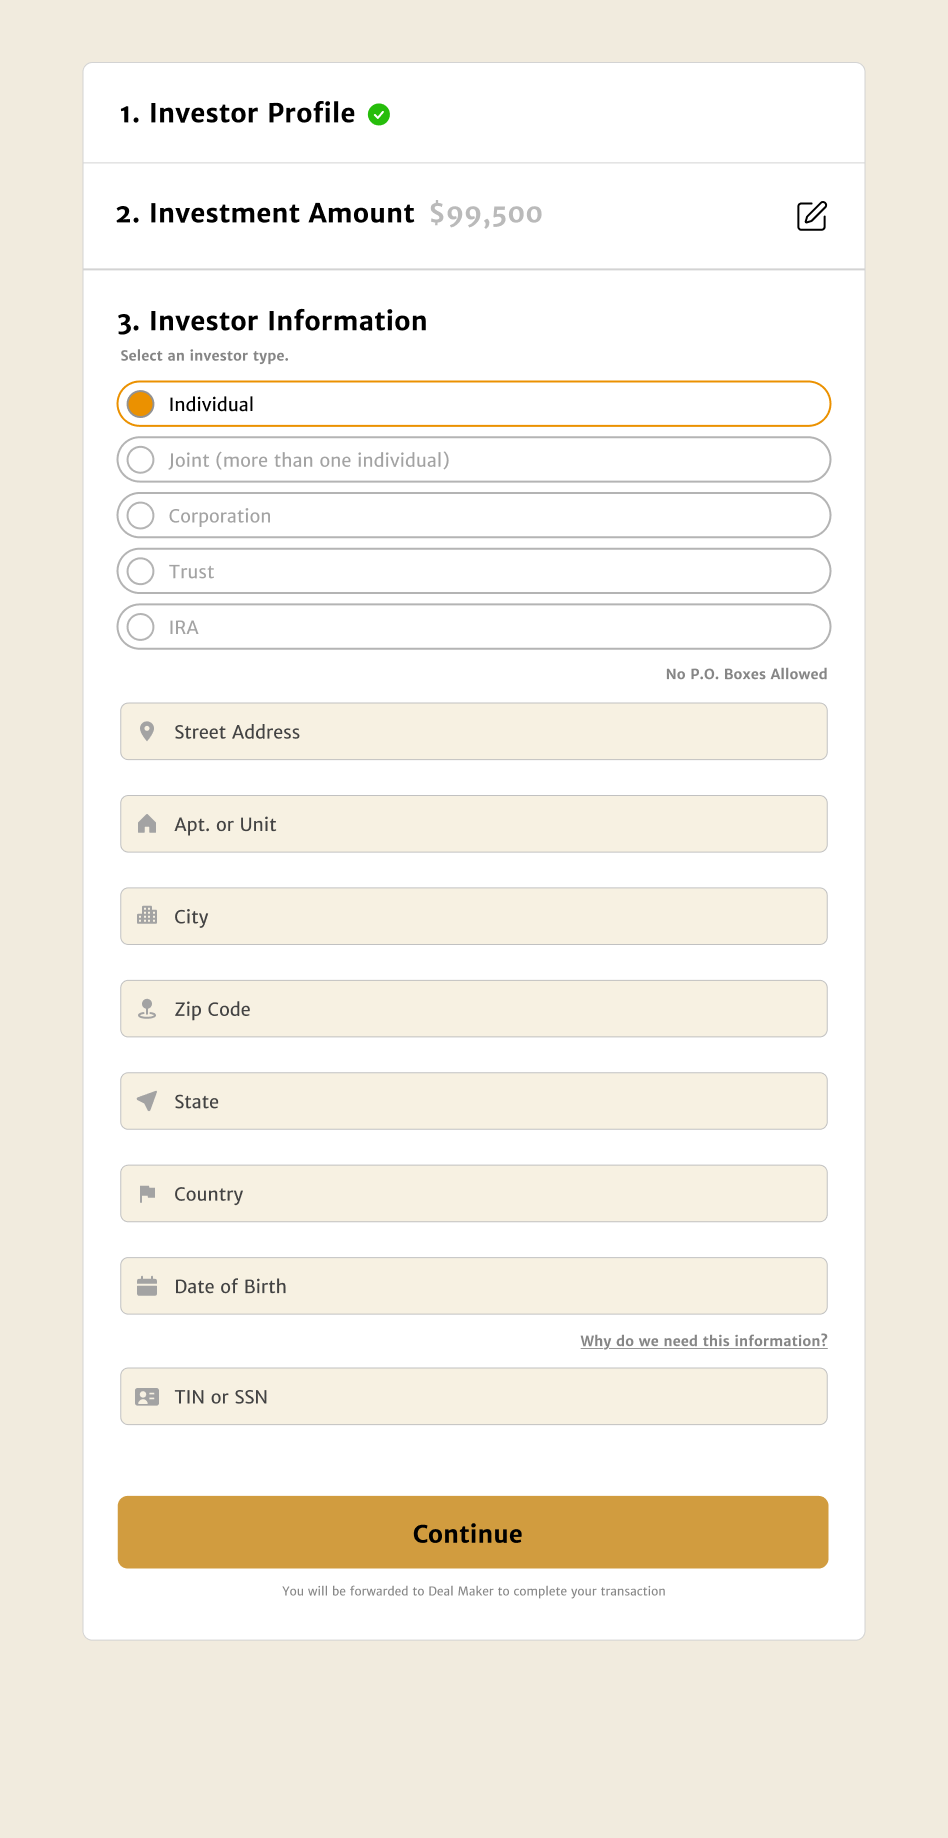 1. Investor Profile
2. Investment Amount $99,500
3. Investor Information
Select an investor type.
Individual
Joint (more than one individual)
Corporation
Trust
IRA
No P.O. Boxes Allowed
Street Address
Apt. or Unit
City
Zip Code
State
Country
Date of Birth
Why do we need this information?
TIN or SSN
Continue
You will be forwarded to Deal Maker to complete your transaction